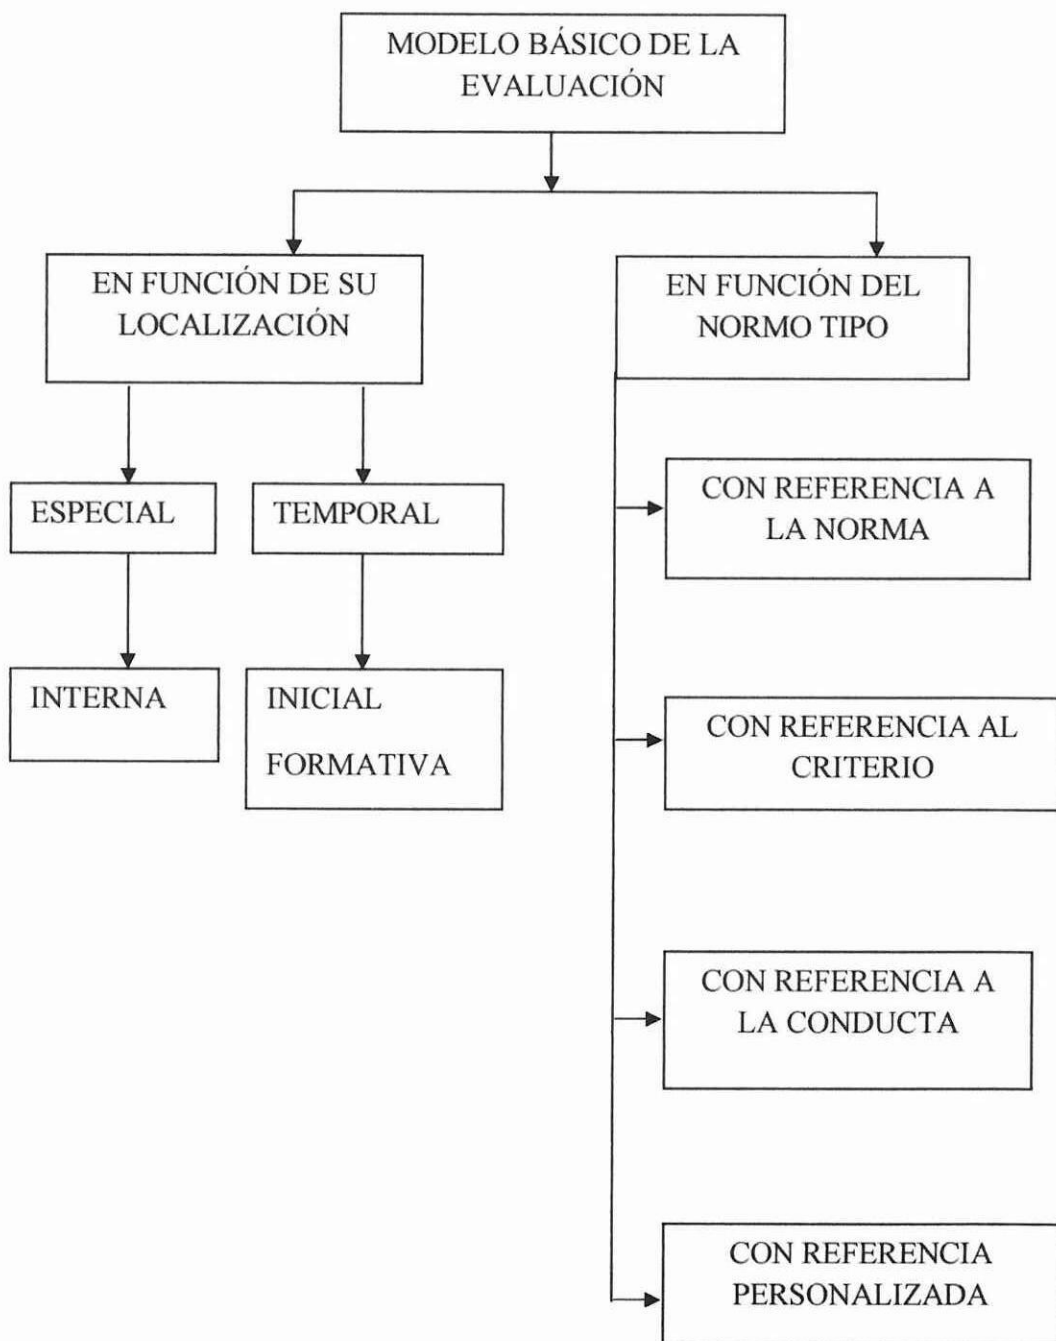 MODELO BÁSICO DE LA
EVALUACIÓN
EN FUNCIÓN DE SU
LOCALIZACIÓN
EN FUNCIÓN DEL
NORMO TIPO
ESPECIAL
TEMPORAL
INTERNA
INICIAL
FORMATIVA
CON REFERENCIA A
LA NORMA
CON REFERENCIA AL
CRITERIO
CON REFERENCIA A
LA CONDUCTA
CON REFERENCIA
PERSONALIZADA